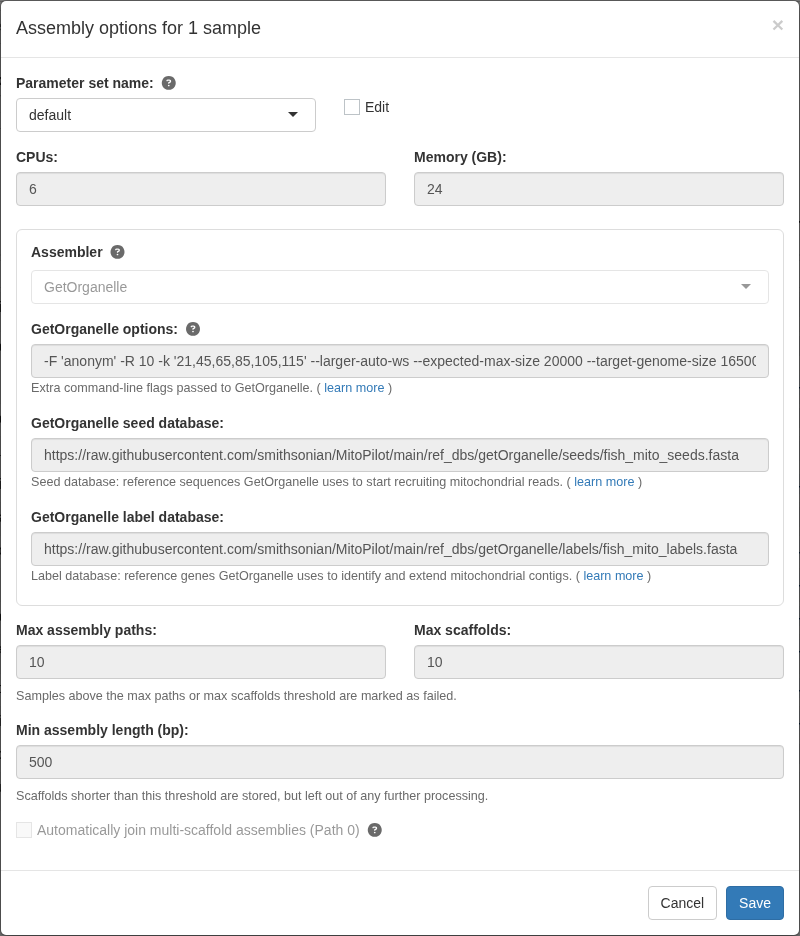 Assembly options for 1 sample
×
Parameter set name: ?
default
Edit
CPUs:
Memory (GB):
6
24
Assembler ?
GetOrganelle
GetOrganelle options: ?
-F 'anonym' -R 10 -k '21,45,65,85,105,115' --larger-auto-ws --expected-max-size 20000 --target-genome-size 16500
Extra command-line flags passed to GetOrganelle. ( learn more )
GetOrganelle seed database:
https://raw.githubusercontent.com/smithsonian/MitoPilot/main/ref_dbs/getOrganelle/seeds/fish_mito_seeds.fasta
Seed database: reference sequences GetOrganelle uses to start recruiting mitochondrial reads. ( learn more )
GetOrganelle label database:
https://raw.githubusercontent.com/smithsonian/MitoPilot/main/ref_dbs/getOrganelle/labels/fish_mito_labels.fasta
Label database: reference genes GetOrganelle uses to identify and extend mitochondrial contigs. ( learn more )
Max assembly paths:
Max scaffolds:
10
10
Samples above the max paths or max scaffolds threshold are marked as failed.
Min assembly length (bp):
500
Scaffolds shorter than this threshold are stored, but left out of any further processing.
Automatically join multi-scaffold assemblies (Path 0) ?
Cancel
Save